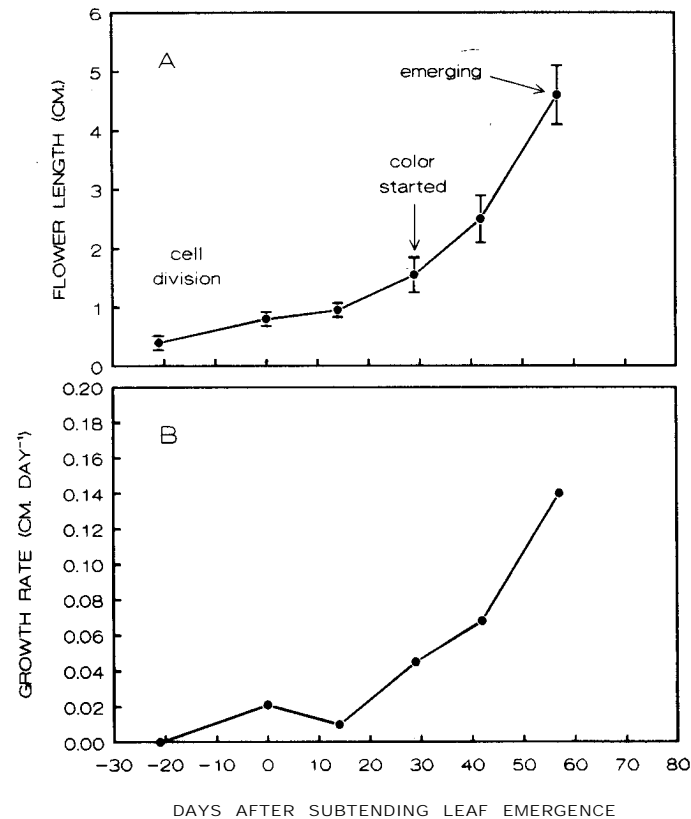 6
A
5
emerging
4
color
started
3
2
cell
division
1
0
FLOWER LENGTH (CM.)
0.20
B
0.18
0.16
0.14
0.12
0.10
0.08
0.06
0.04
0.02
0.00
GROWTH RATE (CM. DAY⁻¹)
−30 −20 −10 0 10 20 30 40 50 60 70 80
DAYS AFTER SUBTENDING LEAF EMERGENCE